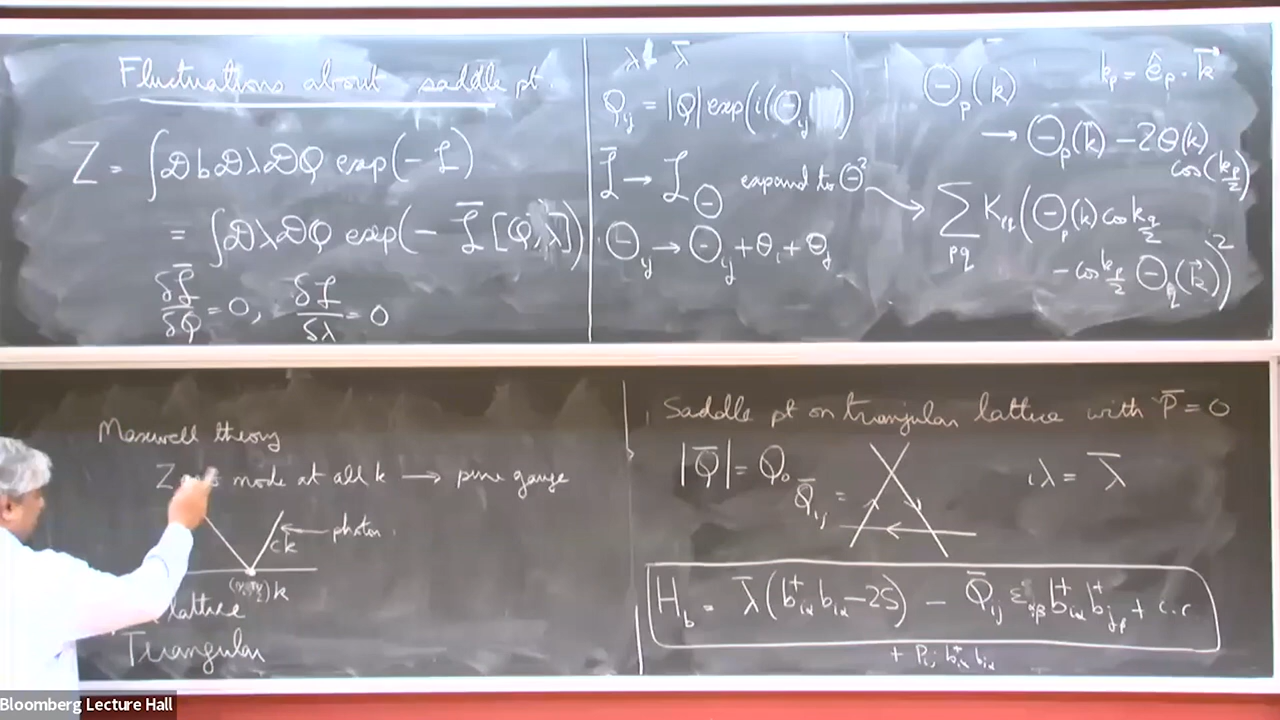 Fluctuations about saddle pt.
Z = ∫DbDλDQ exp(-L)
= ∫DλDQ exp(-L̄[Q,λ])
δL̄/δQ = 0, δL/δλ = 0
λ̄
Q_ij = |Q| exp(i(Θ_ij))
L̄ → L_Θ expand to Θ²
Θ_ij → Θ_ij + θ_i + θ_j
Θ_p(k) k_p = ê_p · k⃗
→ Θ_p(k) - 2θ(k) cos(k_p/2)
∑_pq K_pq (Θ_p(k) cos k_q/2
- cos k_p/2 Θ_q(k⃗))²
Maxwell theory
mode at all k → pure gauge
ck ← photon
k
lattice
Triangular
Saddle pt on triangular lattice with P̄ = 0
|Q̄| = Q₀ Q̄_ij = iλ = λ̄
H_b = λ̄(b†_iα b_iα - 2S) - Q̄_ij ε_αβ b†_iα b†_jβ + c.c.
+ P_ij b†_iα b_iα
Bloomberg Lecture Hall